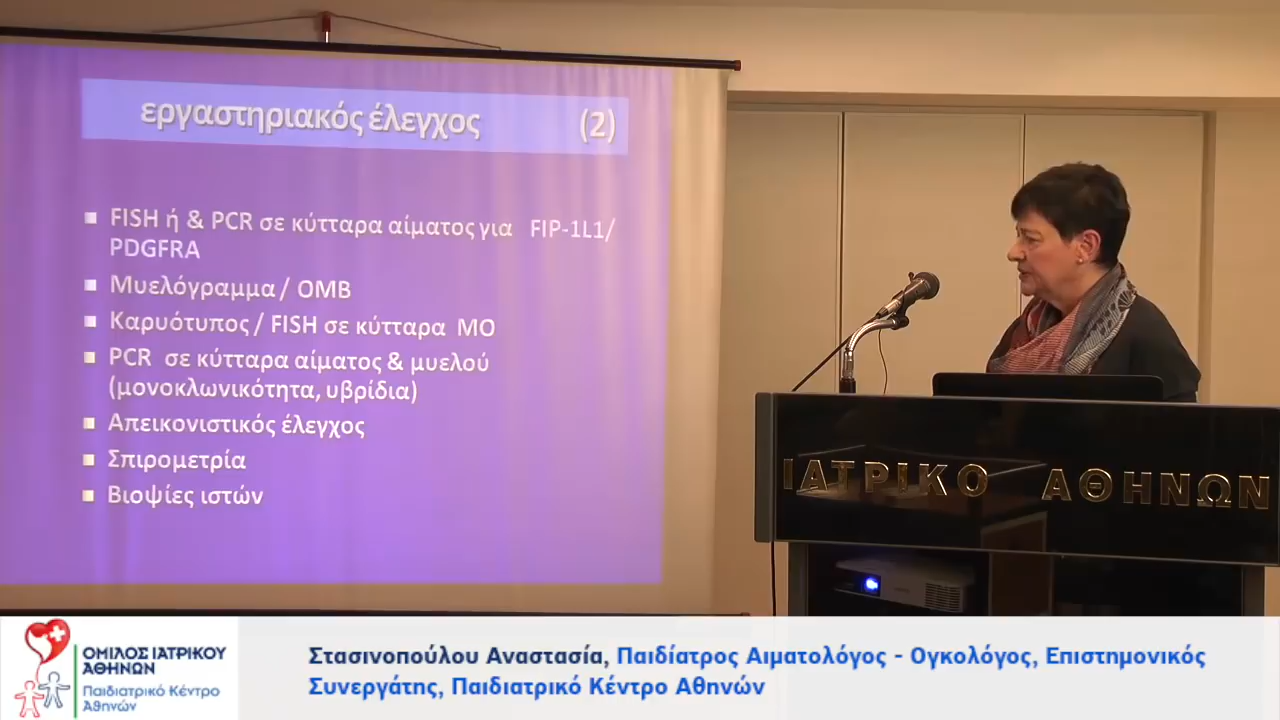 εργαστηριακός έλεγχος (2)
FISH ή & PCR σε κύτταρα αίματος για FIP-1L1/
PDGFRA
Μυελόγραμμα / ΟΜΒ
Καρυότυπος / FISH σε κύτταρα ΜΟ
PCR σε κύτταρα αίματος & μυελού
(μονοκλωνικότητα, υβρίδια)
Απεικονιστικός έλεγχος
Σπιρομετρία
Βιοψίες ιστών
ΙΑΤΡΙΚΟ ΑΘΗΝΩΝ
ΟΜΙΛΟΣ ΙΑΤΡΙΚΟΥ
ΑΘΗΝΩΝ
Παιδιατρικό Κέντρο
Αθηνών
Στασινοπούλου Αναστασία, Παιδίατρος Αιματολόγος - Ογκολόγος, Επιστημονικός
Συνεργάτης, Παιδιατρικό Κέντρο Αθηνών